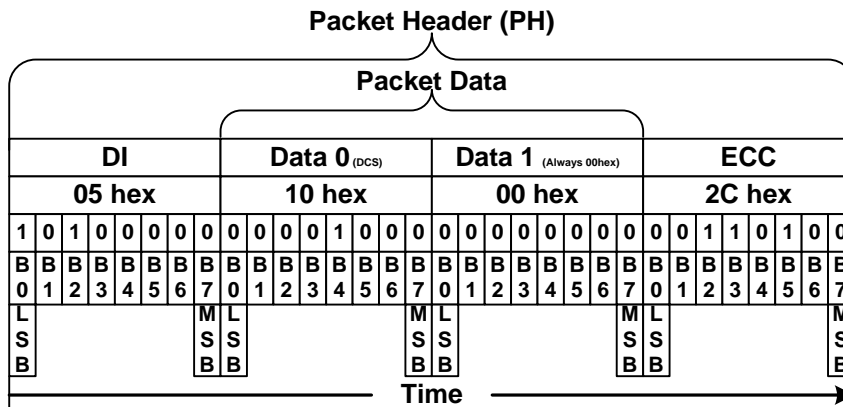 Packet Header (PH)
Packet Data
DI Data 0 (DCS) Data 1 (Always 00hex) ECC
05 hex 10 hex 00 hex 2C hex
1 0 1 0 0 0 0 0 0 0 0 0 1 0 0 0 0 0 0 0 0 0 0 0 0 0 1 1 0 1 0 0
B0 B1 B2 B3 B4 B5 B6 B7 B0 B1 B2 B3 B4 B5 B6 B7 B0 B1 B2 B3 B4 B5 B6 B7 B0 B1 B2 B3 B4 B5 B6 B7
LSB MSB LSB MSB LSB MSB LSB MSB
Time